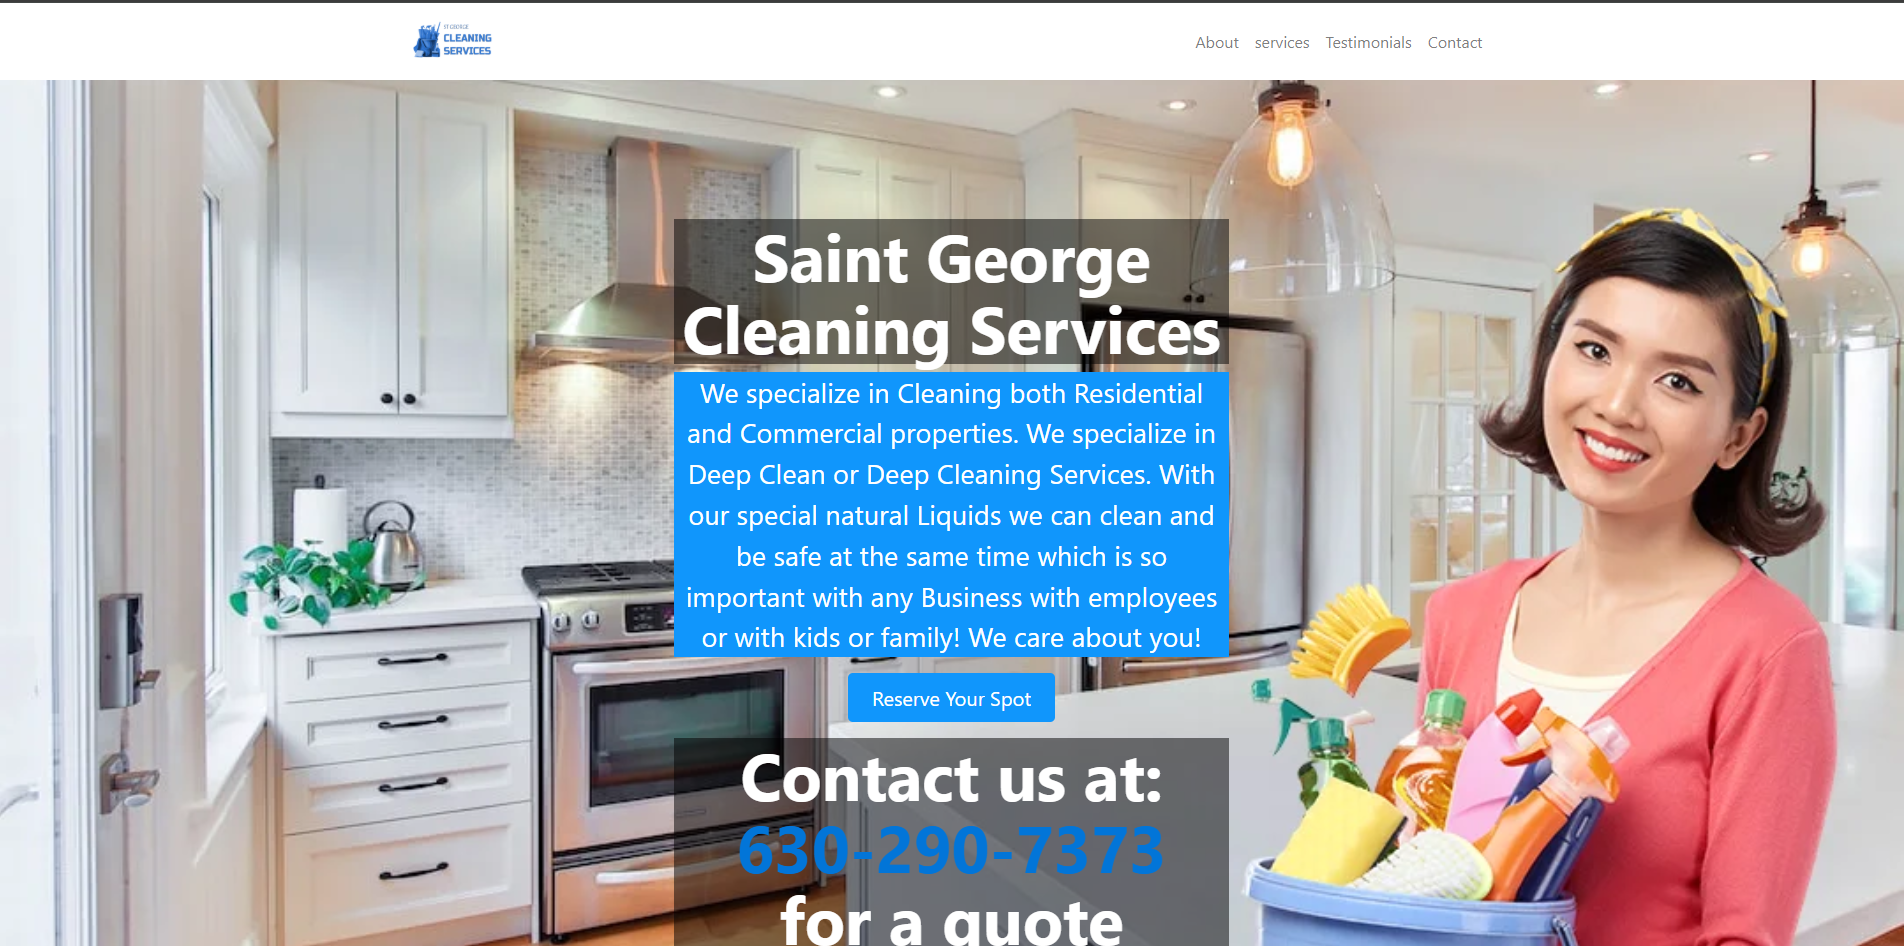 ST GEORGE
CLEANING
SERVICES
About services Testimonials Contact
Saint George
Cleaning Services
We specialize in Cleaning both Residential
and Commercial properties. We specialize in
Deep Clean or Deep Cleaning Services. With
our special natural Liquids we can clean and
be safe at the same time which is so
important with any Business with employees
or with kids or family! We care about you!
Reserve Your Spot
Contact us at:
630-290-7373
for a quote